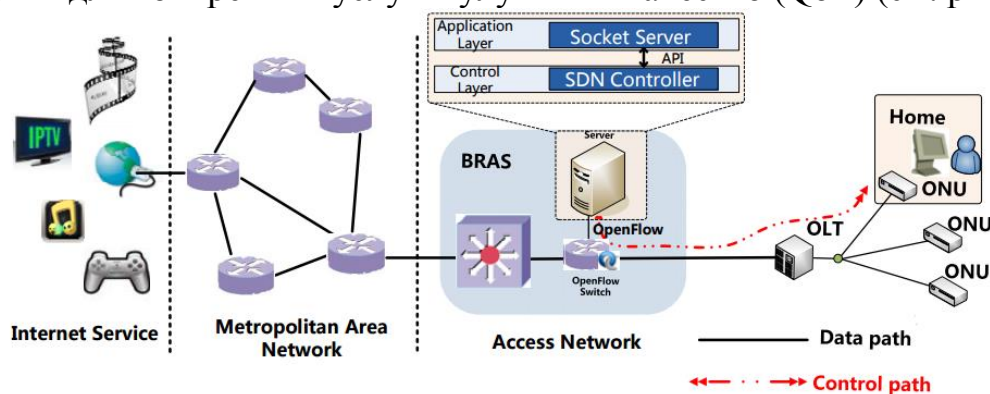 (QoE)
Application
Layer
Socket Server
API
Control
Layer
SDN Controller
IPTV
Server
BRAS
OpenFlow
OpenFlow
Switch
OLT
Home
ONU
ONU
ONU
Internet Service
Metropolitan Area
Network
Access Network
Data path
Control path